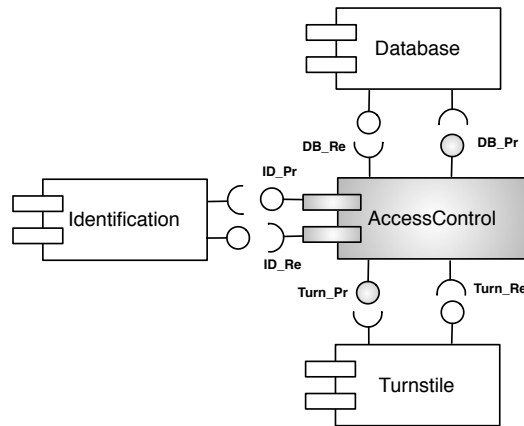 Database
DB_Re
DB_Pr
ID_Pr
Identification
AccessControl
ID_Re
Turn_Pr
Turn_Re
Turnstile